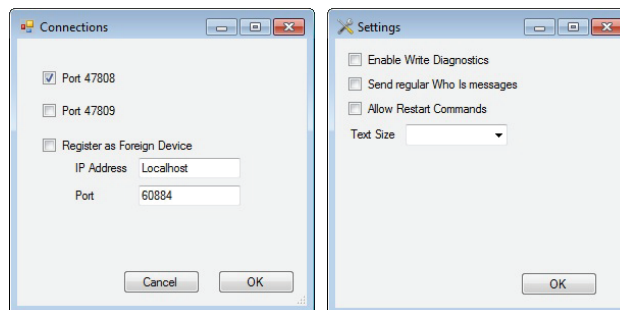 Connections
Port 47808
Port 47809
Register as Foreign Device
IP Address Localhost
Port 60884
Cancel OK
Settings
Enable Write Diagnostics
Send regular Who Is messages
Allow Restart Commands
Text Size
OK